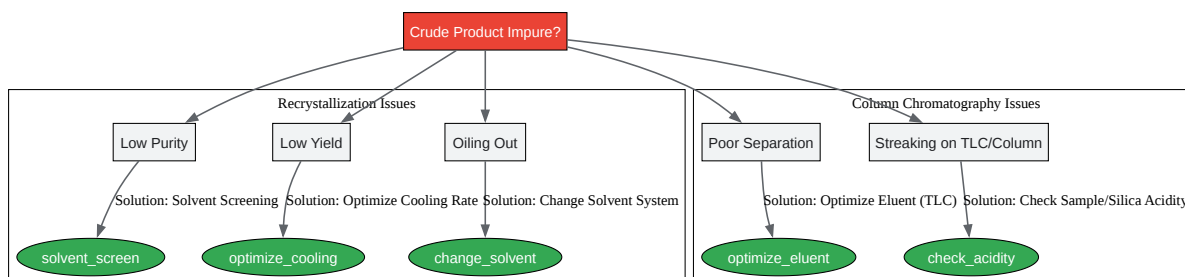 Crude Product Impure?
Recrystallization Issues
Column Chromatography Issues
Low Purity
Low Yield
Oiling Out
Poor Separation
Streaking on TLC/Column
Solution: Solvent Screening
Solution: Optimize Cooling Rate
Solution: Change Solvent System
Solution: Optimize Eluent (TLC)
Solution: Check Sample/Silica Acidity
solvent_screen
optimize_cooling
change_solvent
optimize_eluent
check_acidity